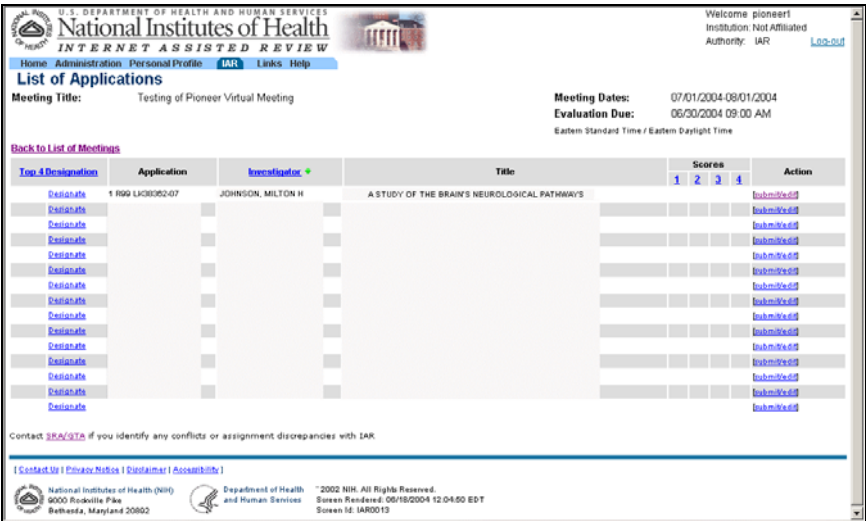 U.S. DEPARTMENT OF HEALTH AND HUMAN SERVICES
National Institutes of Health
INTERNET ASSISTED REVIEW
Welcome pioneer1
Institution: Not Affiliated
Authority: IAR Log-out
Home Administration Personal Profile IAR Links Help
List of Applications
Meeting Title: Testing of Pioneer Virtual Meeting
Meeting Dates: 07/01/2004-08/01/2004
Evaluation Due: 06/30/2004 09:00 AM
Eastern Standard Time / Eastern Daylight Time
Back to List of Meetings
Top 4 Designation Application Investigator Title Scores Action
1 2 3 4
Designate 1 R99 LK38362-07 JOHNSON, MILTON H A STUDY OF THE BRAIN'S NEUROLOGICAL PATHWAYS [submit/edit]
Designate [submit/edit]
Designate [submit/edit]
Designate [submit/edit]
Designate [submit/edit]
Designate [submit/edit]
Designate [submit/edit]
Designate [submit/edit]
Designate [submit/edit]
Designate [submit/edit]
Designate [submit/edit]
Designate [submit/edit]
Designate [submit/edit]
Designate [submit/edit]
Designate [submit/edit]
Contact SRA/GTA if you identify any conflicts or assignment discrepancies with IAR
[ Contact Us | Privacy Notice | Disclaimer | Accessibility ]
National Institutes of Health (NIH)
9000 Rockville Pike
Bethesda, Maryland 20892
Department of Health
and Human Services
2002 NIH. All Rights Reserved.
Screen Rendered: 06/18/2004 12:04:50 EDT
Screen Id: IAR0013